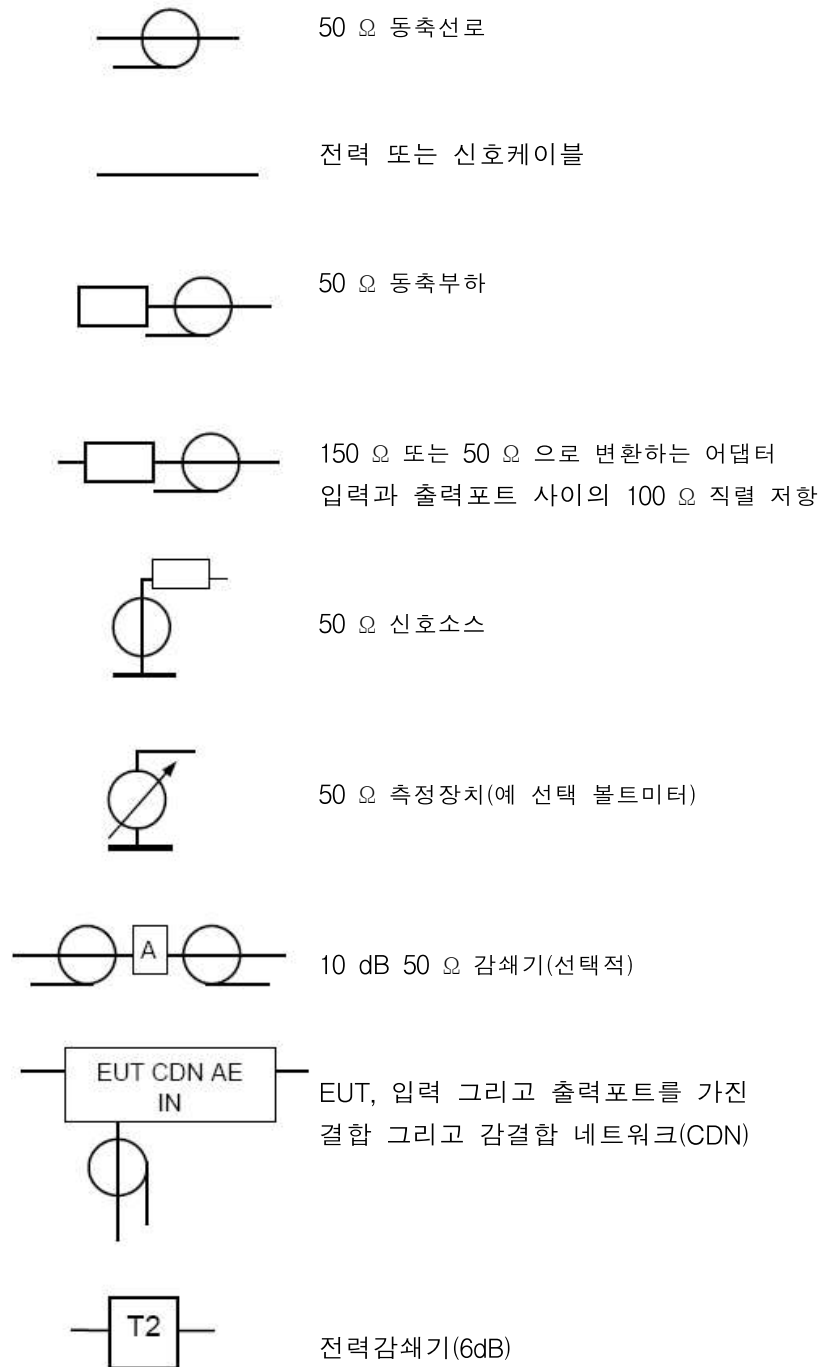 50 Ω 동축선로
전력 또는 신호케이블
50 Ω 동축부하
150 Ω 또는 50 Ω 으로 변환하는 어댑터
입력과 출력포트 사이의 100 Ω 직렬 저항
50 Ω 신호소스
50 Ω 측정장치(예 선택 볼트미터)
A
10 dB 50 Ω 감쇄기(선택적)
EUT CDN AE
IN
EUT, 입력 그리고 출력포트를 가진
결합 그리고 감결합 네트워크(CDN)
T2
전력감쇄기(6dB)